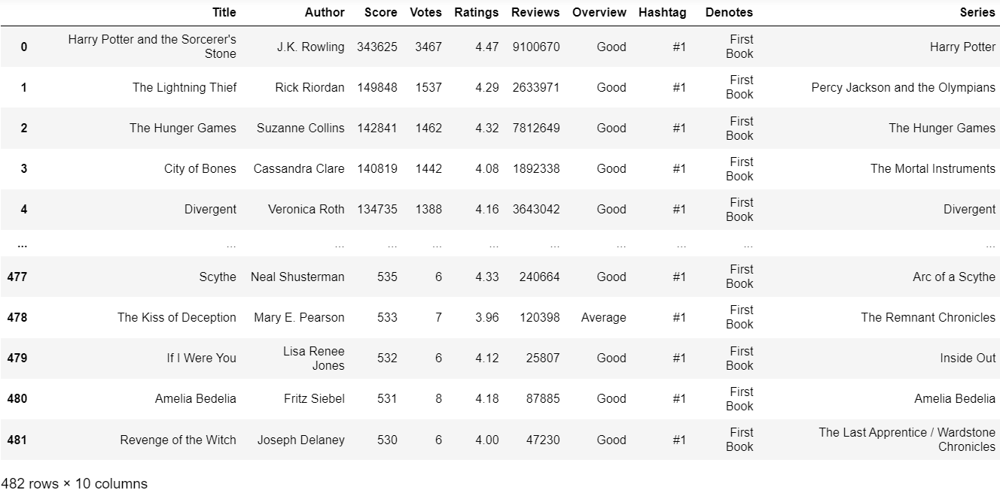 Title Author Score Votes Ratings Reviews Overview Hashtag Denotes Series
0 Harry Potter and the Sorcerer's Stone J.K. Rowling 343625 3467 4.47 9100670 Good #1 First Book Harry Potter
1 The Lightning Thief Rick Riordan 149848 1537 4.29 2633971 Good #1 First Book Percy Jackson and the Olympians
2 The Hunger Games Suzanne Collins 142841 1462 4.32 7812649 Good #1 First Book The Hunger Games
3 City of Bones Cassandra Clare 140819 1442 4.08 1892338 Good #1 First Book The Mortal Instruments
4 Divergent Veronica Roth 134735 1388 4.16 3643042 Good #1 First Book Divergent
... ... ... ... ... ... ... ... ... ... ...
477 Scythe Neal Shusterman 535 6 4.33 240664 Good #1 First Book Arc of a Scythe
478 The Kiss of Deception Mary E. Pearson 533 7 3.96 120398 Average #1 First Book The Remnant Chronicles
479 If I Were You Lisa Renee Jones 532 6 4.12 25807 Good #1 First Book Inside Out
480 Amelia Bedelia Fritz Siebel 531 8 4.18 87885 Good #1 First Book Amelia Bedelia
481 Revenge of the Witch Joseph Delaney 530 6 4.00 47230 Good #1 First Book The Last Apprentice / Wardstone Chronicles
482 rows × 10 columns